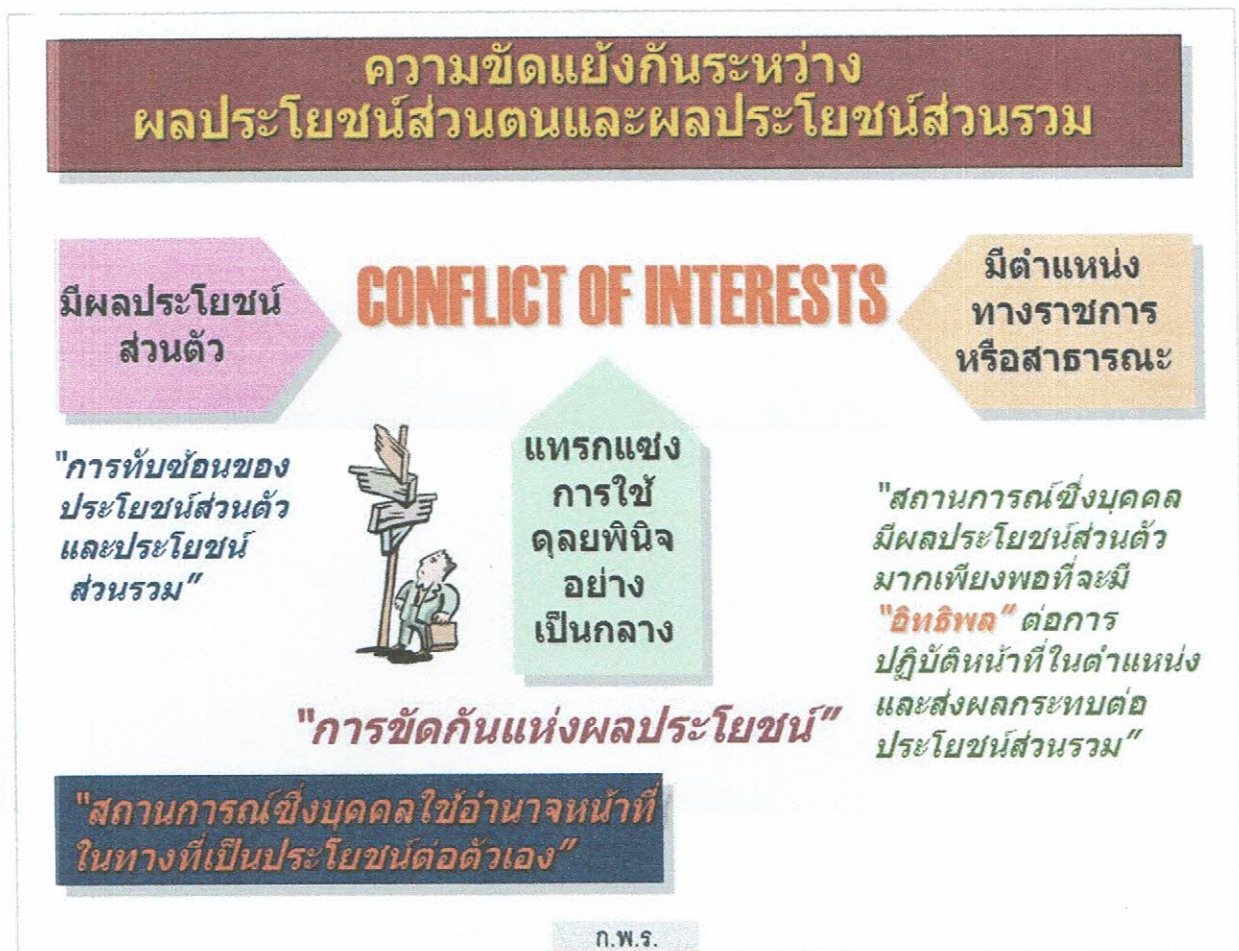 ความขัดแย้งกันระหว่าง
ผลประโยชน์ส่วนตนและผลประโยชน์ส่วนรวม
มีผลประโยชน์
ส่วนตัว
CONFLICT OF INTERESTS
มีตำแหน่ง
ทางราชการ
หรือสาธารณะ
"การทับซ้อนของ
ประโยชน์ส่วนตัว
และประโยชน์
ส่วนรวม"
แทรกแซง
การใช้
ดุลยพินิจ
อย่าง
เป็นกลาง
"สถานการณ์ซึ่งบุคคล
มีผลประโยชน์ส่วนตัว
มากเพียงพอที่จะมี
"อิทธิพล" ต่อการ
ปฏิบัติหน้าที่ในตำแหน่ง
และส่งผลกระทบต่อ
ประโยชน์ส่วนรวม"
"การขัดกันแห่งผลประโยชน์"
"สถานการณ์ซึ่งบุคคลใช้อำนาจหน้าที่
ในทางที่เป็นประโยชน์ต่อตัวเอง"
ก.พ.ร.